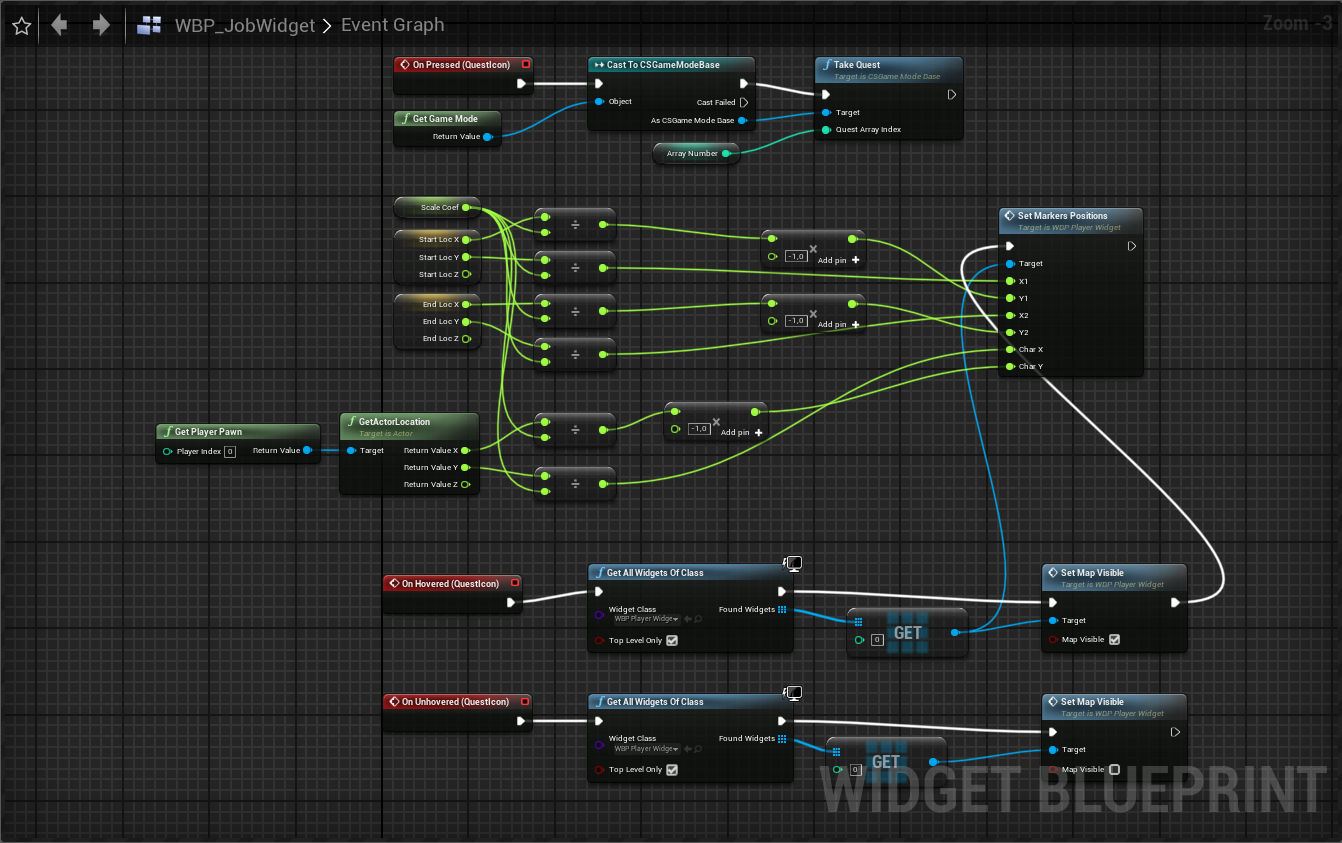 WBP_JobWidget > Event Graph
Zoom -3
On Pressed (QuestIcon)
Get Game Mode
Return Value
Cast To CSGameModeBase
Object
Cast Failed
As CSGame Mode Base
Array Number
Take Quest
Target is CSGame Mode Base
Target
Quest Array Index
Scale Coef
Start Loc X
Start Loc Y
Start Loc Z
End Loc X
End Loc Y
End Loc Z
÷
÷
÷
÷
-1,0
Add pin +
-1,0
Add pin +
Set Markers Positions
Target is WBP Player Widget
Target
X1
Y1
X2
Y2
Char X
Char Y
Get Player Pawn
Player Index 0
Return Value
GetActorLocation
Target is Actor
Target
Return Value X
Return Value Y
Return Value Z
÷
÷
-1,0
Add pin +
On Hovered (QuestIcon)
Get All Widgets Of Class
Widget Class
WBP Player Widge
Found Widgets
Top Level Only
0
GET
Set Map Visible
Target is WBP Player Widget
Target
Map Visible
On Unhovered (QuestIcon)
Get All Widgets Of Class
Widget Class
WBP Player Widge
Found Widgets
Top Level Only
0
GET
Set Map Visible
Target is WBP Player Widget
Target
Map Visible
WIDGET BLUEPRINT